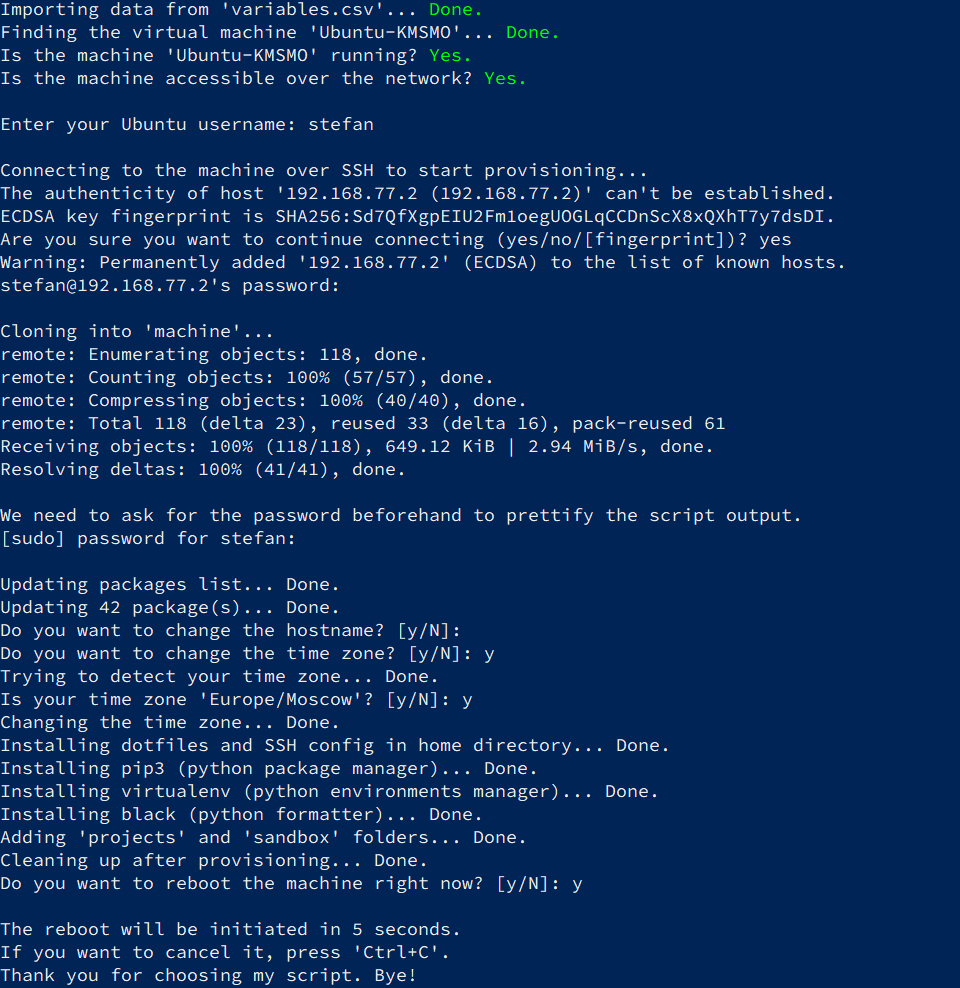 Importing data from 'variables.csv'... Done.
Finding the virtual machine 'Ubuntu-KMSMO'... Done.
Is the machine 'Ubuntu-KMSMO' running? Yes.
Is the machine accessible over the network? Yes.
Enter your Ubuntu username: stefan
Connecting to the machine over SSH to start provisioning...
The authenticity of host '192.168.77.2 (192.168.77.2)' can't be established.
ECDSA key fingerprint is SHA256:Sd7QfXgpEIU2Fm1oegUOGLqCCDnScX8xQXhT7y7dsDI.
Are you sure you want to continue connecting (yes/no/[fingerprint])? yes
Warning: Permanently added '192.168.77.2' (ECDSA) to the list of known hosts.
stefan@192.168.77.2's password:
Cloning into 'machine'...
remote: Enumerating objects: 118, done.
remote: Counting objects: 100% (57/57), done.
remote: Compressing objects: 100% (40/40), done.
remote: Total 118 (delta 23), reused 33 (delta 16), pack-reused 61
Receiving objects: 100% (118/118), 649.12 KiB | 2.94 MiB/s, done.
Resolving deltas: 100% (41/41), done.
We need to ask for the password beforehand to prettify the script output.
[sudo] password for stefan:
Updating packages list... Done.
Updating 42 package(s)... Done.
Do you want to change the hostname? [y/N]:
Do you want to change the time zone? [y/N]: y
Trying to detect your time zone... Done.
Is your time zone 'Europe/Moscow'? [y/N]: y
Changing the time zone... Done.
Installing dotfiles and SSH config in home directory... Done.
Installing pip3 (python package manager)... Done.
Installing virtualenv (python environments manager)... Done.
Installing black (python formatter)... Done.
Adding 'projects' and 'sandbox' folders... Done.
Cleaning up after provisioning... Done.
Do you want to reboot the machine right now? [y/N]: y
The reboot will be initiated in 5 seconds.
If you want to cancel it, press 'Ctrl+C'.
Thank you for choosing my script. Bye!